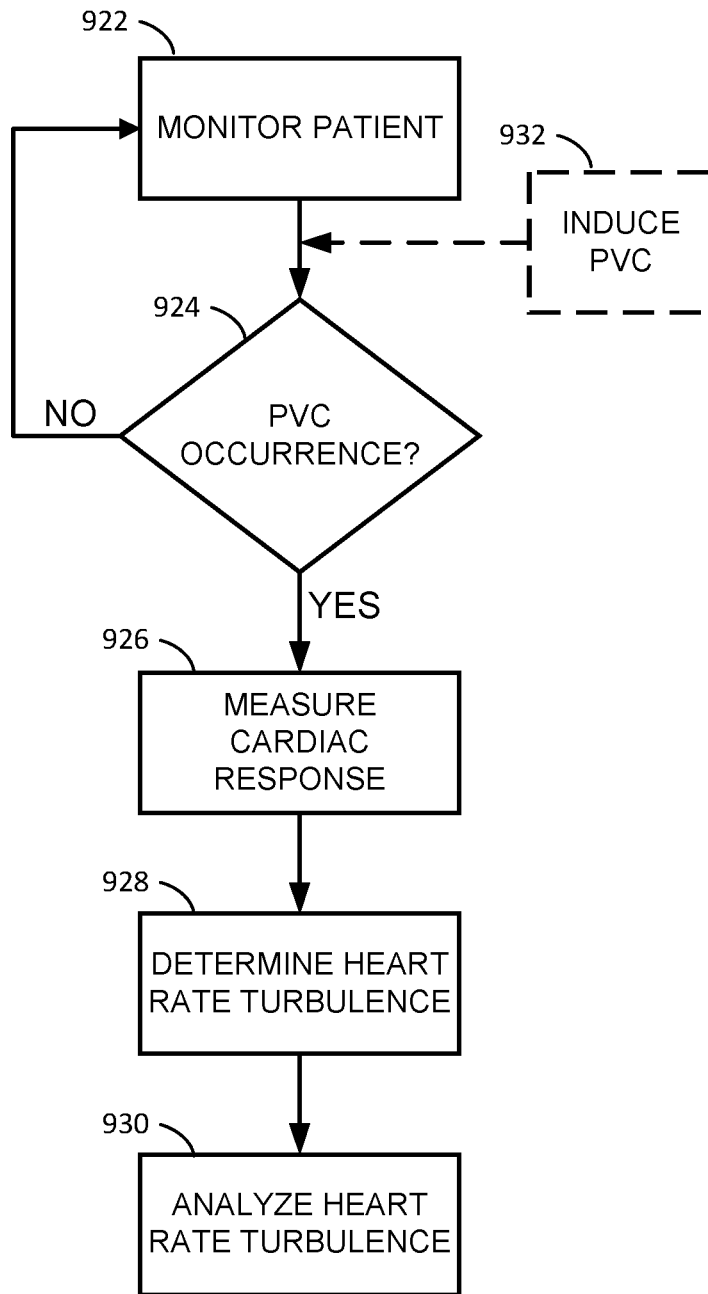 922
MONITOR PATIENT
932
INDUCE
PVC
924
PVC
OCCURRENCE?
NO
YES
926
MEASURE
CARDIAC
RESPONSE
928
DETERMINE HEART
RATE TURBULENCE
930
ANALYZE HEART
RATE TURBULENCE